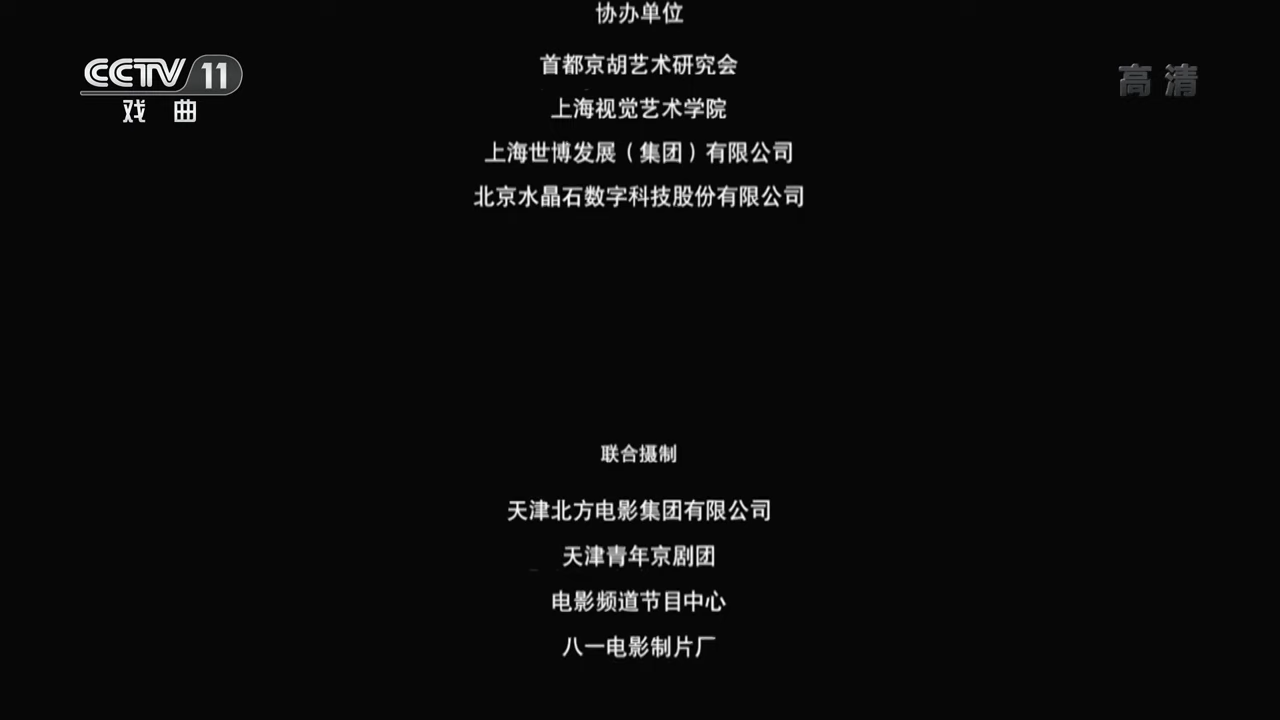 协办单位
首都京胡艺术研究会
上海视觉艺术学院
上海世博发展（集团）有限公司
北京水晶石数字科技股份有限公司
CCTV 11
戏曲
高清
联合摄制
天津北方电影集团有限公司
天津青年京剧团
电影频道节目中心
八一电影制片厂